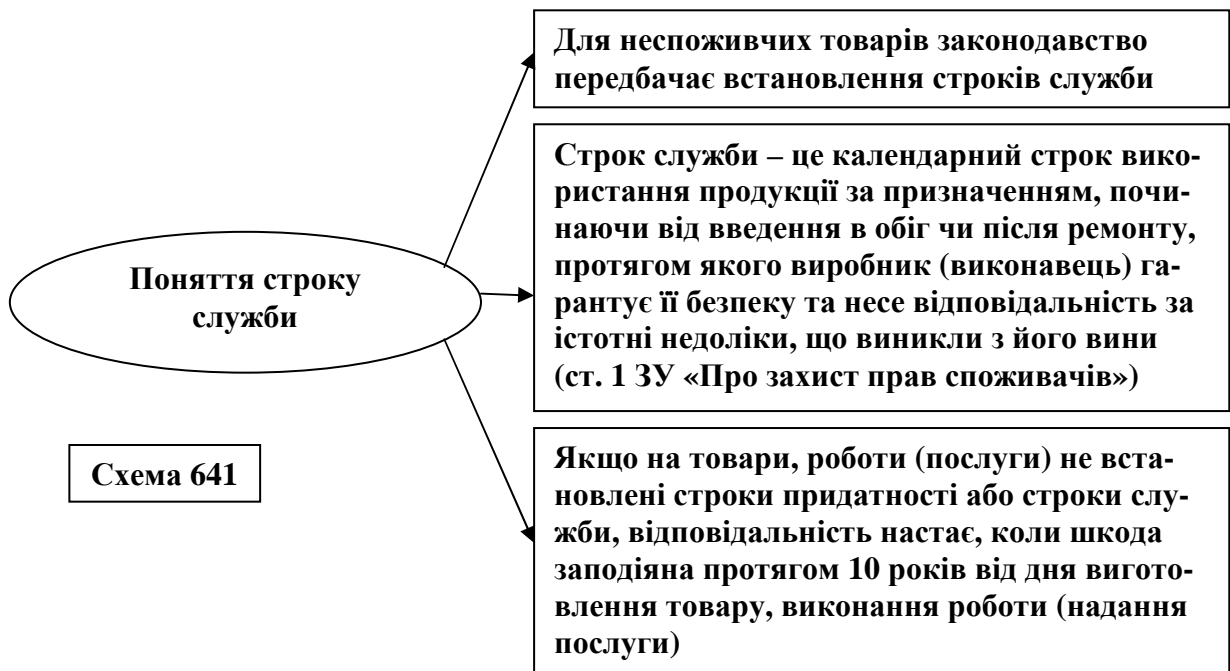 Для неспоживчих товарів законодавство
передбачає встановлення строків служби
Строк служби – це календарний строк вико-
ристання продукції за призначенням, почи-
наючи від введення в обіг чи після ремонту,
протягом якого виробник (виконавець) га-
рантує її безпеку та несе відповідальність за
істотні недоліки, що виникли з його вини
(ст. 1 ЗУ «Про захист прав споживачів»)
Поняття строку
служби
Якщо на товари, роботи (послуги) не вста-
новлені строки придатності або строки слу-
жби, відповідальність настає, коли шкода
заподіяна протягом 10 років від дня вигото-
влення товару, виконання роботи (надання
послуги)
Схема 641